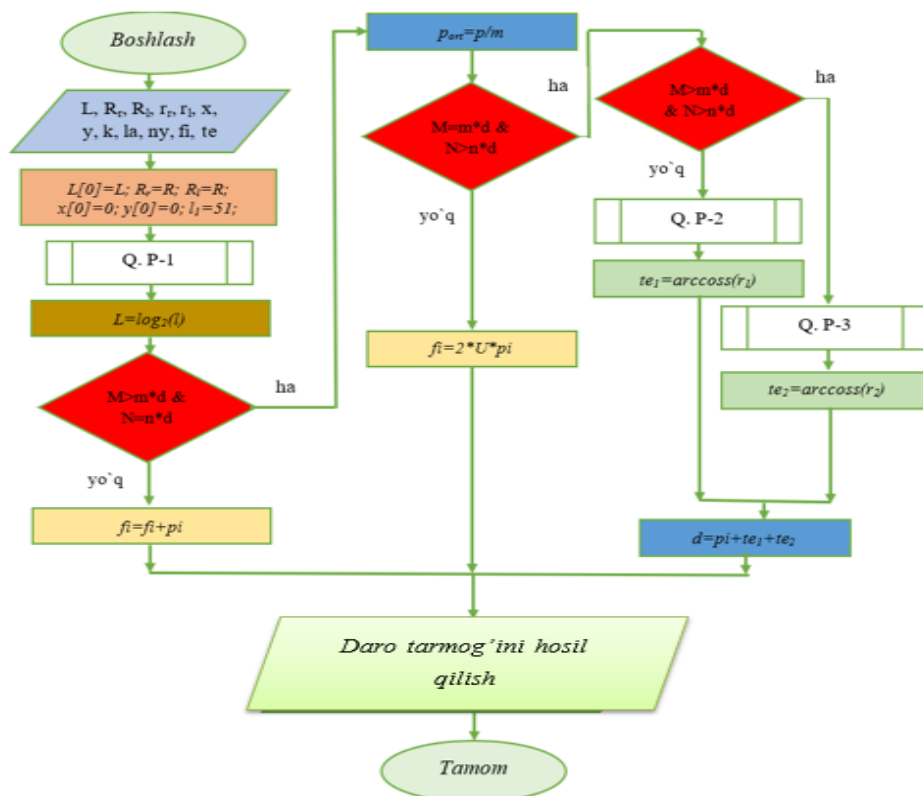 Boshlash
L, Rr, Rl, rr, rl, x,
y, k, la, ny, fi, te
L[0]=L; Rr=R; Rl=R;
x[0]=0; y[0]=0; l1=51;
Q. P-1
L=log2(l)
M>m*d &
N=n*d
ha
yo`q
fi=fi+pi
port=p/m
M=m*d &
N>n*d
ha
yo`q
fi=2*U*pi
M>m*d
& N>n*d
ha
yo`q
Q. P-2
te1=arccoss(r1)
Q. P-3
te2=arccoss(r2)
d=pi+te1+te2
Daro tarmog’ini hosil
qilish
Tamom